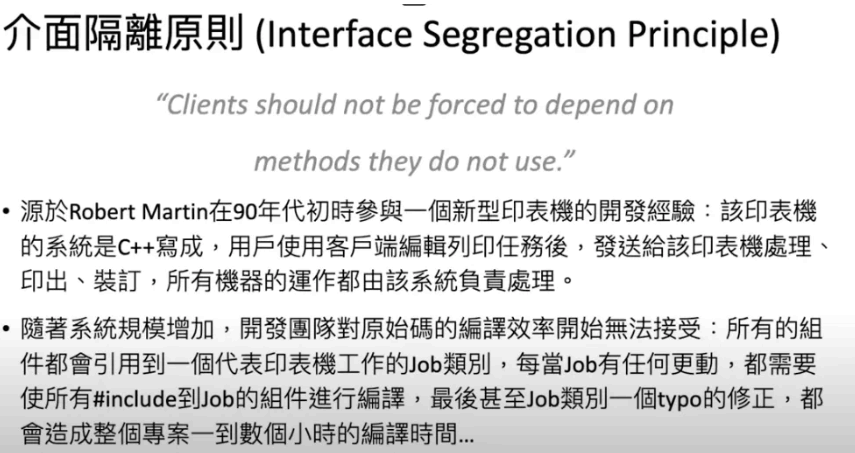 介面隔離原則 (Interface Segregation Principle)
“Clients should not be forced to depend on
methods they do not use.”
• 源於Robert Martin在90年代初時參與一個新型印表機的開發經驗：該印表機
的系統是C++寫成，用戶使用客戶端編輯列印任務後，發送給該印表機處理、
印出、裝訂，所有機器的運作都由該系統負責處理。
• 隨著系統規模增加，開發團隊對原始碼的編譯效率開始無法接受：所有的組
件都會引用到一個代表印表機工作的Job類別，每當Job有任何更動，都需要
使所有#include到Job的組件進行編譯，最後甚至Job類別一個typo的修正，都
會造成整個專案一到數個小時的編譯時間...